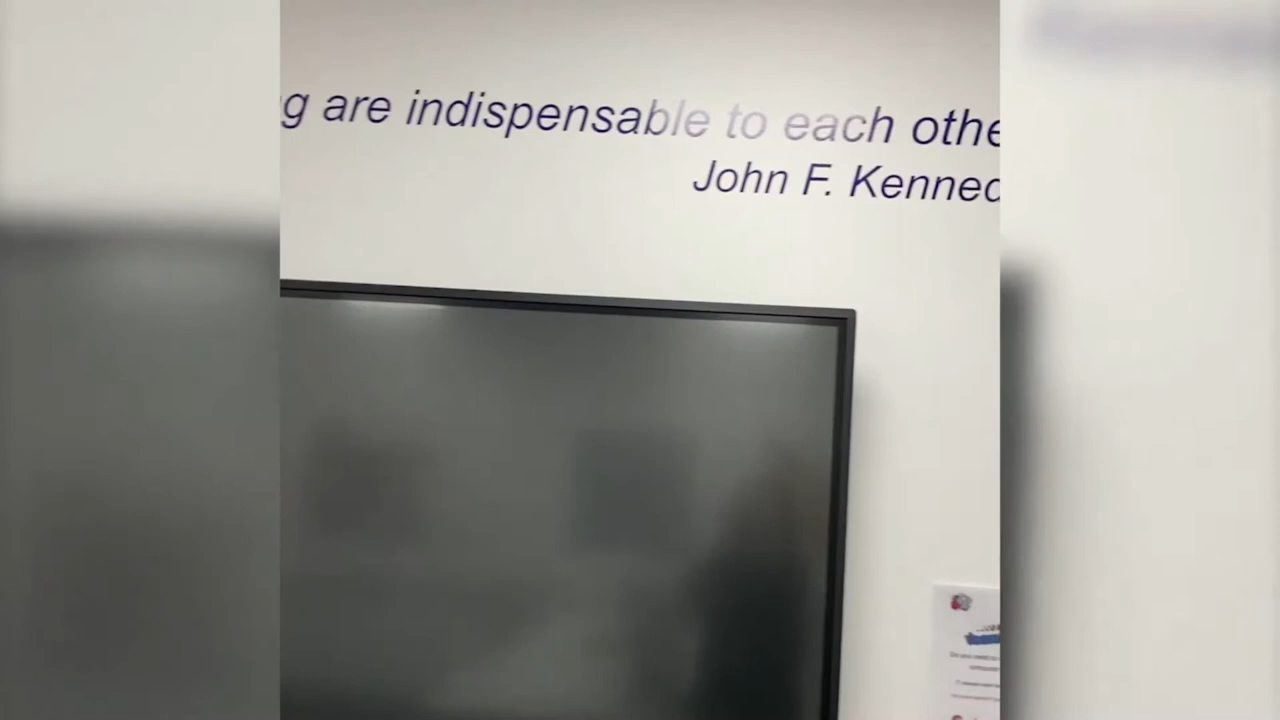 g are indispensable to each othe
John F. Kenned